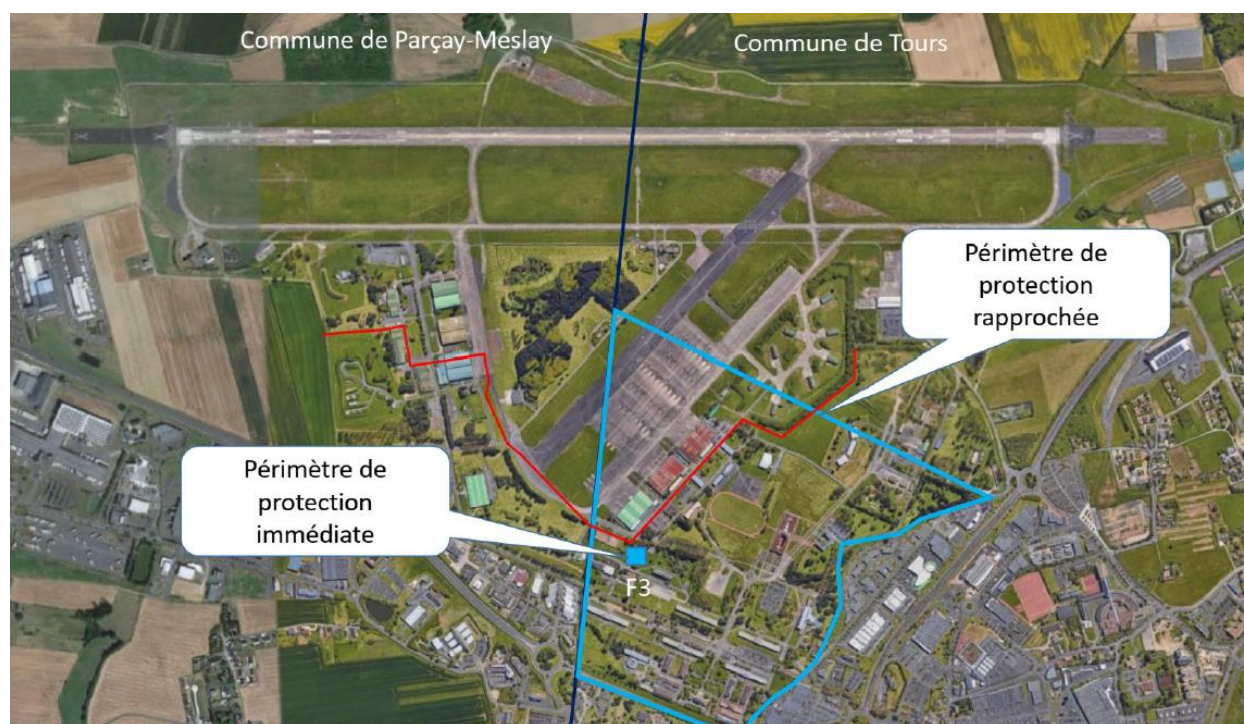 Commune de Parçay-Meslay
Commune de Tours
Périmètre de
protection
rapprochée
Périmètre de
protection
immédiate
F3